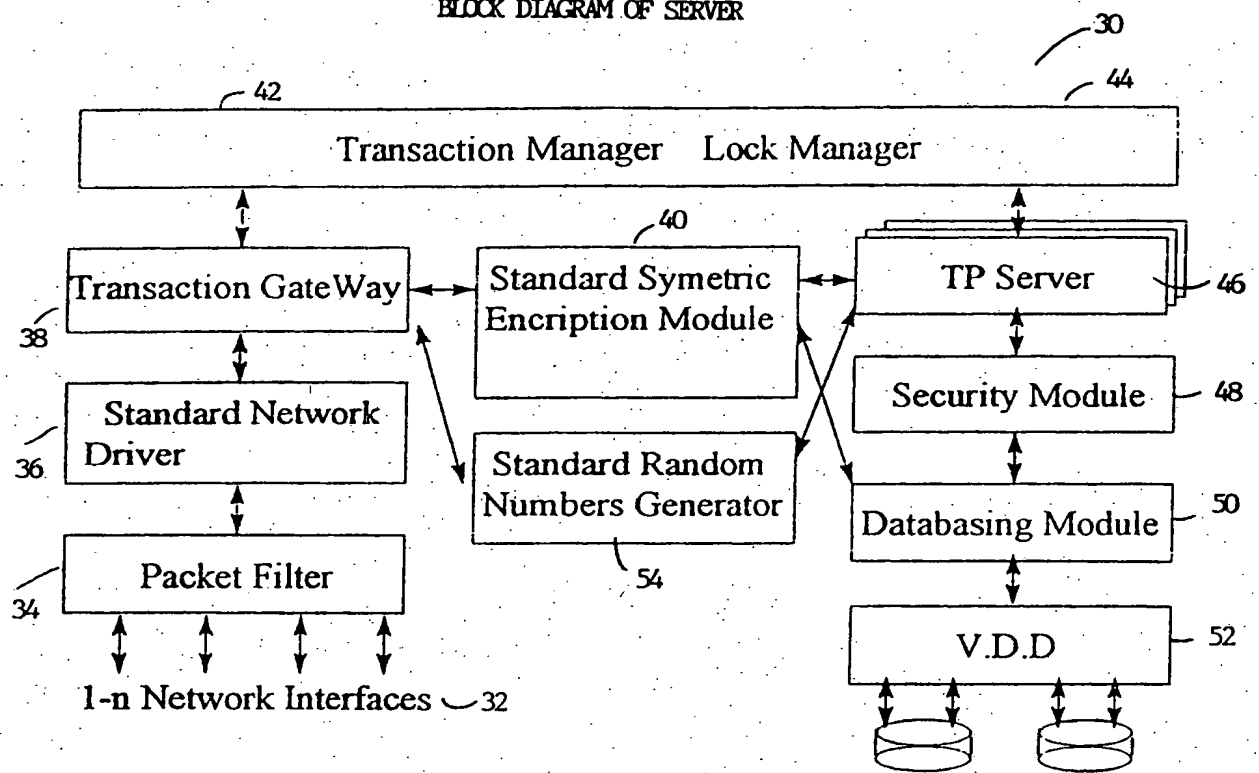 BLOCK DIAGRAM OF SERVER
30
42
44
Transaction Manager Lock Manager
40
Transaction GateWay
38
Standard Symetric
Encription Module
TP Server
46
Standard Network
Driver
36
Security Module
48
Standard Random
Numbers Generator
54
Databasing Module
50
Packet Filter
34
V.D.D
52
1-n Network Interfaces
32